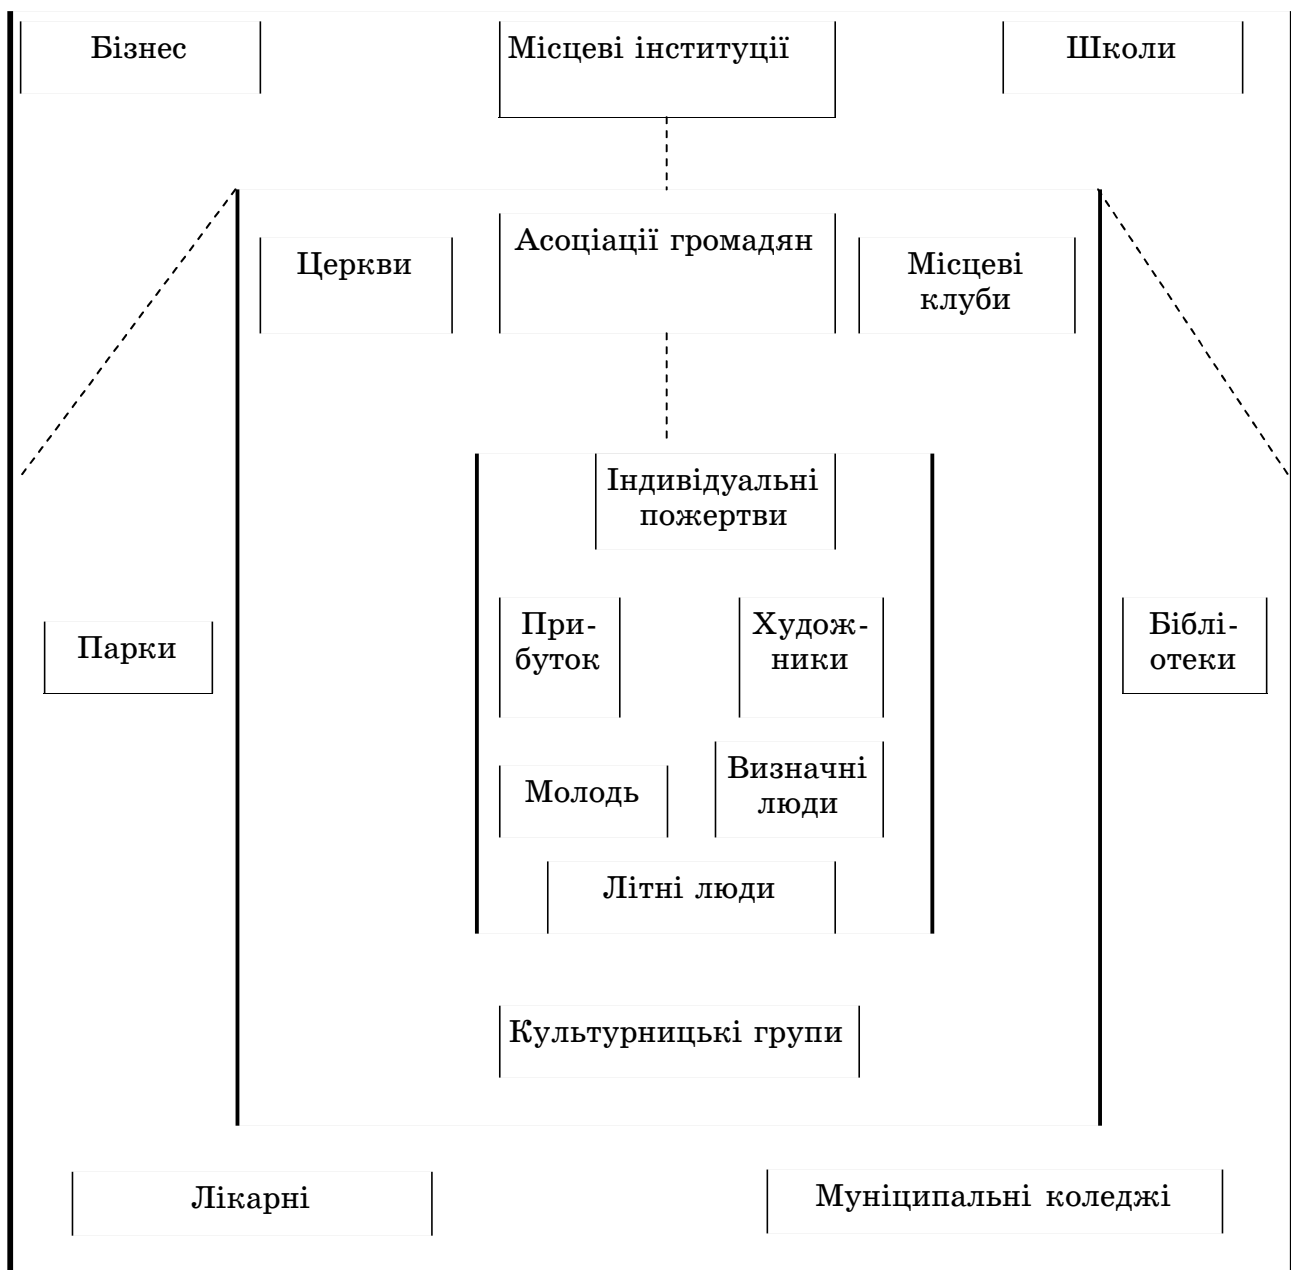 Бізнес
Місцеві інституції
Школи
Церкви
Асоціації громадян
Місцеві
клуби
Індивідуальні
пожертви
При-
буток
Худож-
ники
Парки
Біблі-
отеки
Молодь
Визначні
люди
Літні люди
Культурницькі групи
Лікарні
Муніципальні коледжі